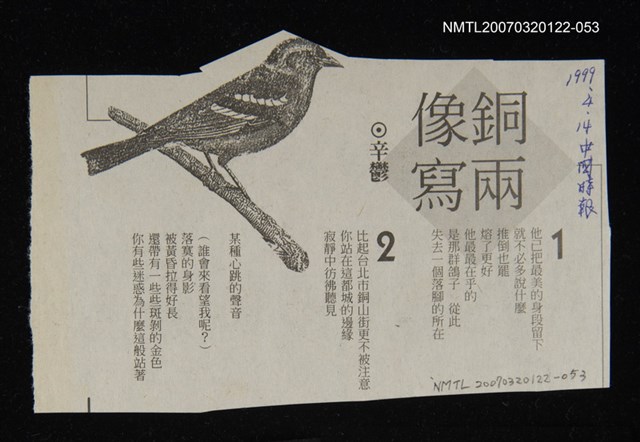 NMTL20070320122-053
1999.4.14中國時報
銅像兩寫
⊙辛鬱
1
他已把最美的身段留下
就不必多說什麼
推倒也罷
熔了更好
他最最在乎的
是那群鴿子 從此
失去一個落腳的所在
2
比起台北市銅山街更不被注意
你站在這都城的邊緣
寂靜中彷彿聽見
某種心跳的聲音
（誰會來看望我呢？）
落寞的身影
被黃昏拉得好長
還帶有一些些斑剝的金色
你有些迷惑為什麼這般站著
NMTL 20070320122-053